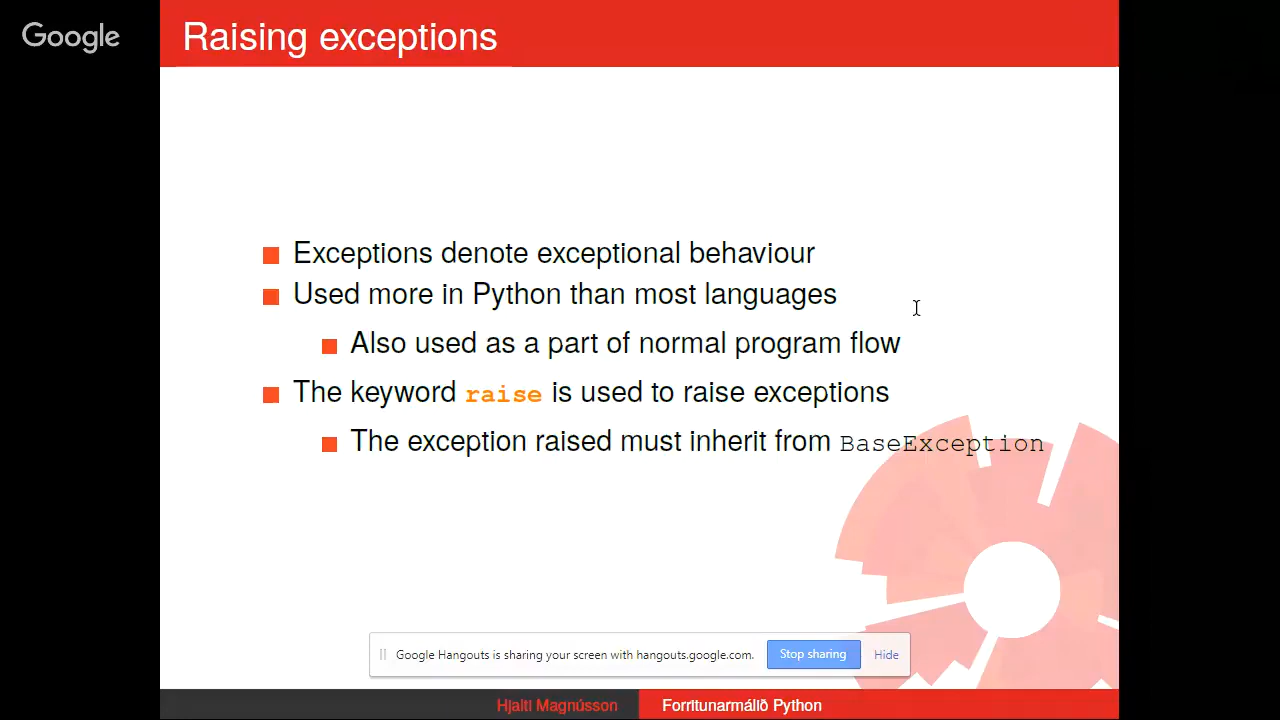 Google
Raising exceptions
Exceptions denote exceptional behaviour
Used more in Python than most languages
Also used as a part of normal program flow
The keyword raise is used to raise exceptions
The exception raised must inherit from BaseException
Google Hangouts is sharing your screen with hangouts.google.com. Stop sharing Hide
Hjalti Magnússon Forritunarmálið Python